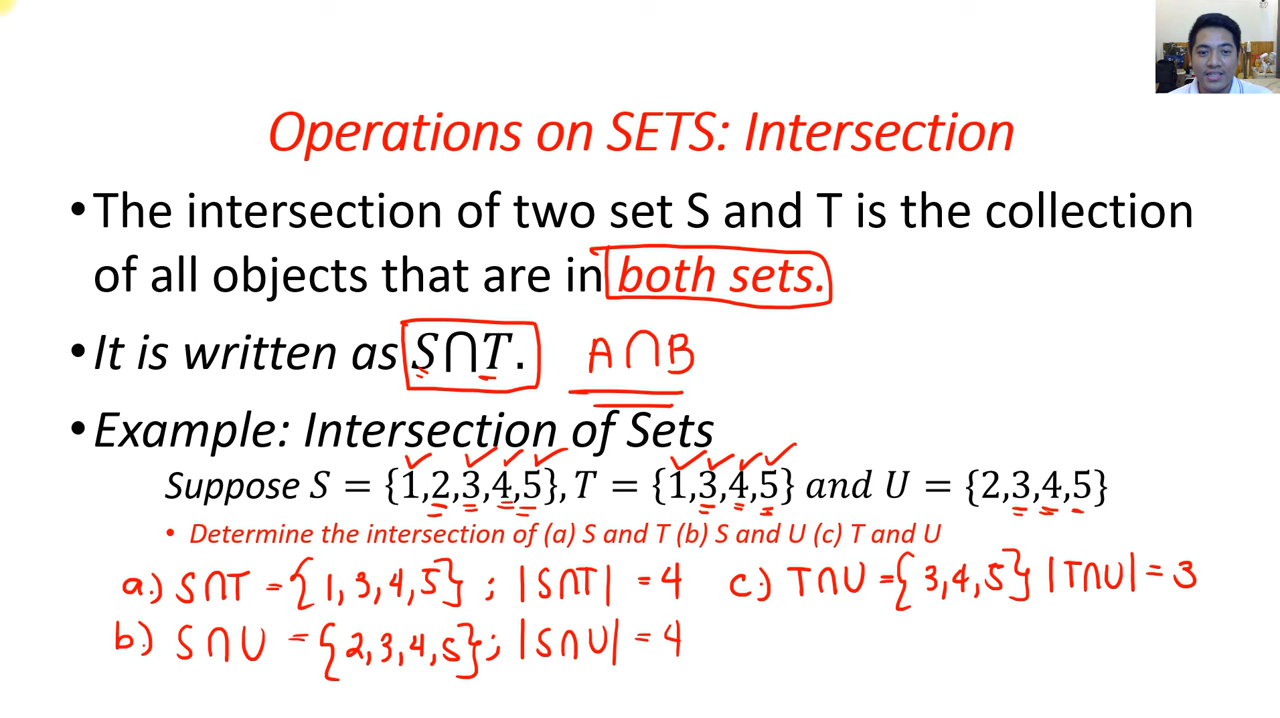 Operations on SETS: Intersection
•The intersection of two set S and T is the collection
of all objects that are in both sets.
•It is written as S⋂T. A⋂B
•Example: Intersection of Sets
Suppose S = {1,2,3,4,5}, T = {1,3,4,5} and U = {2,3,4,5}
• Determine the intersection of (a) S and T (b) S and U (c) T and U
a.) S⋂T = {1,3,4,5} ; |S⋂T| = 4
c.) T⋂U = {3,4,5} |T⋂U| = 3
b.) S⋂U = {2,3,4,5}; |S⋂U| = 4